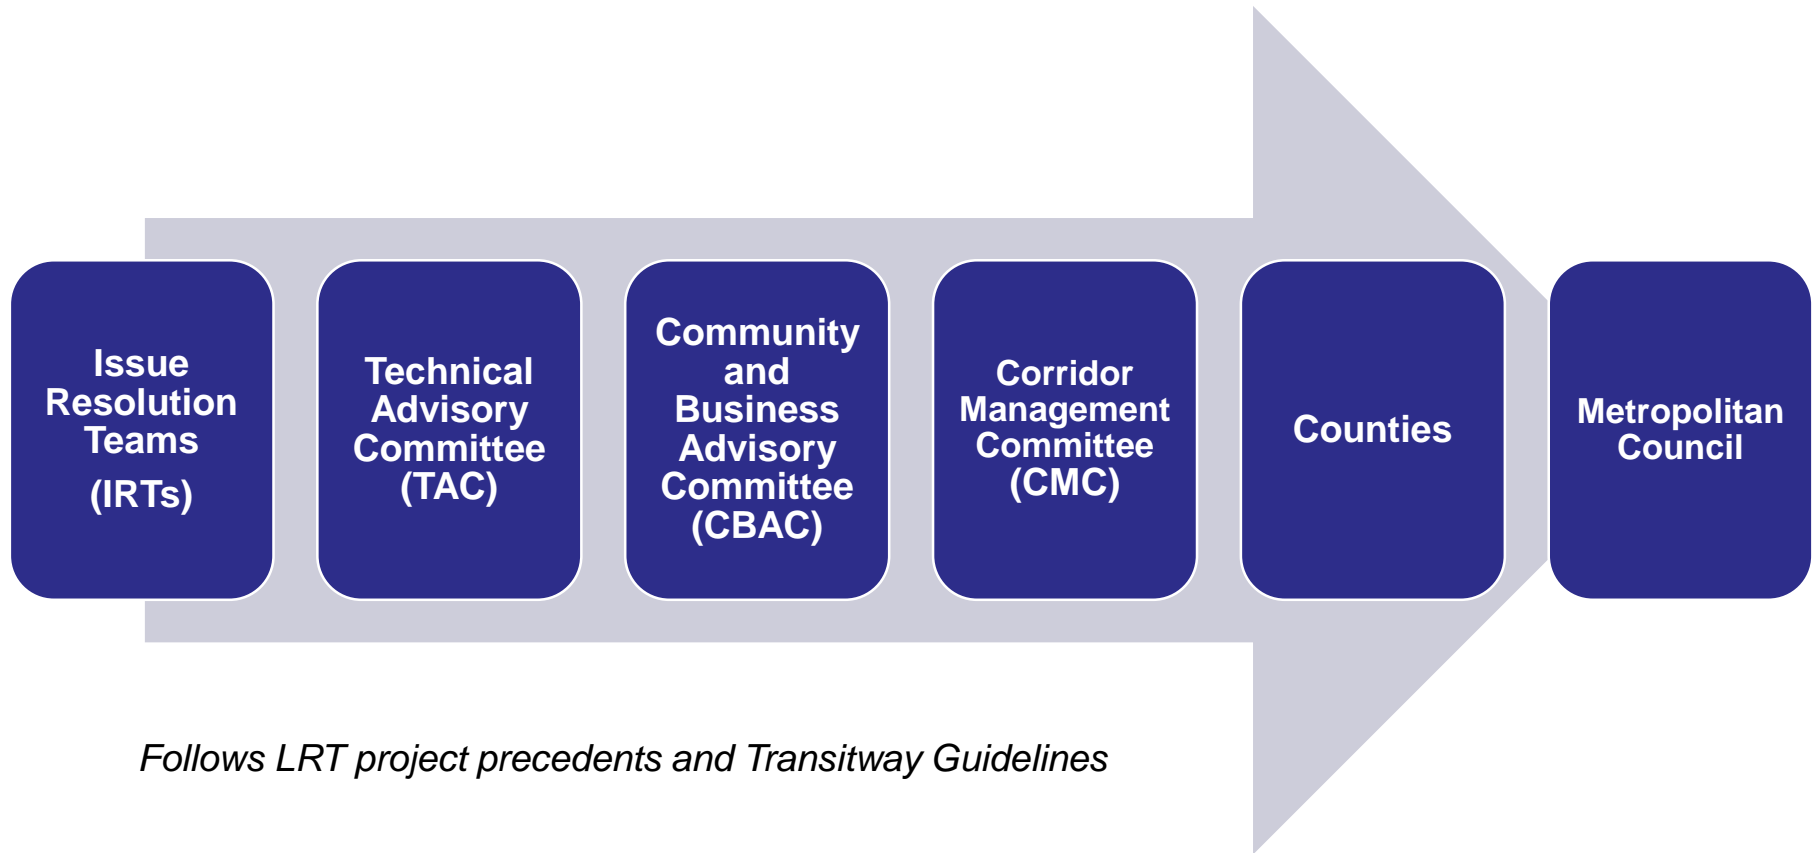 Issue
Resolution
Teams
(IRTs)
Technical
Advisory
Committee
(TAC)
Community
and
Business
Advisory
Committee
(CBAC)
Corridor
Management
Committee
(CMC)
Counties
Metropolitan
Council
Follows LRT project precedents and Transitway Guidelines